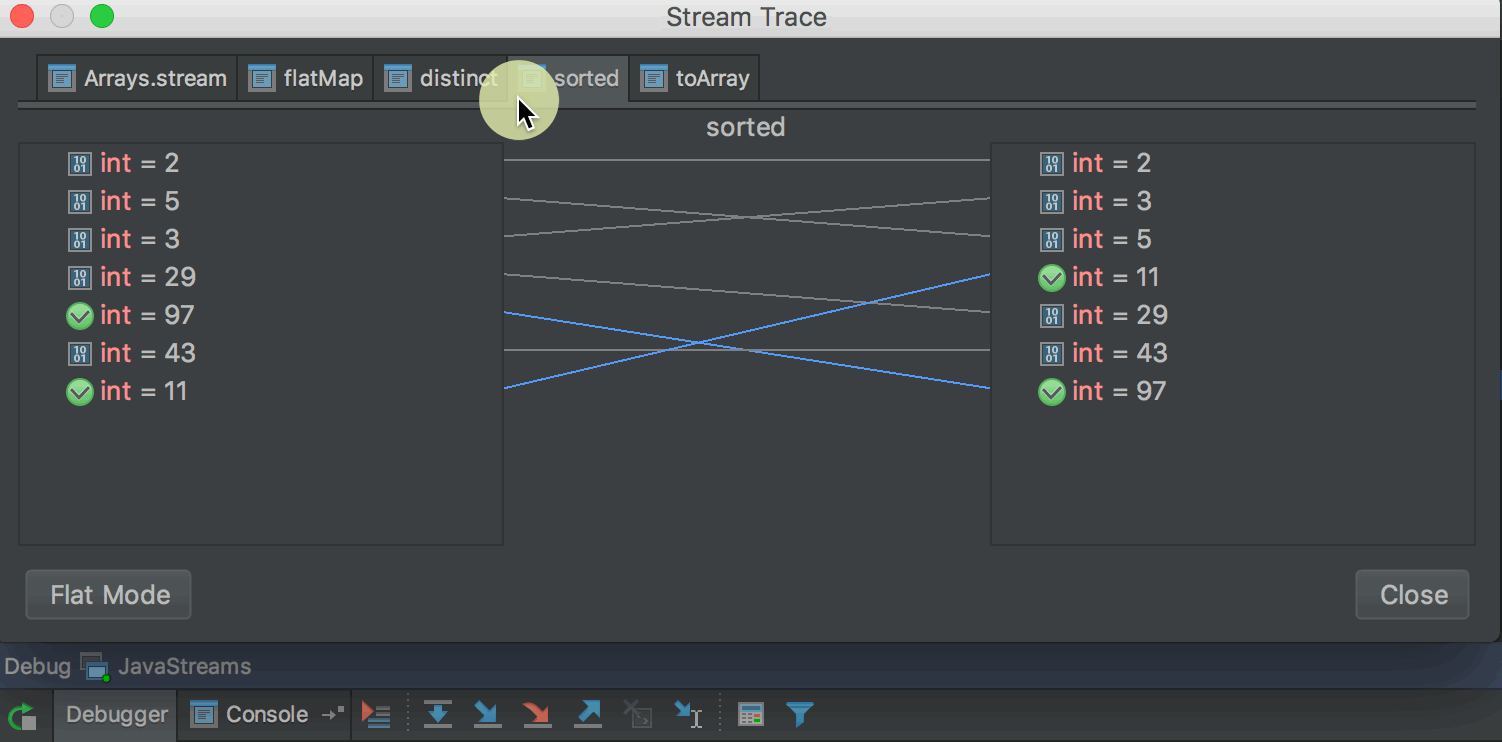 Stream Trace
Arrays.stream flatMap distinct sorted toArray
sorted
int = 2
int = 5
int = 3
int = 29
int = 97
int = 43
int = 11
int = 2
int = 3
int = 5
int = 11
int = 29
int = 43
int = 97
Flat Mode
Close
Debug JavaStreams
Debugger Console